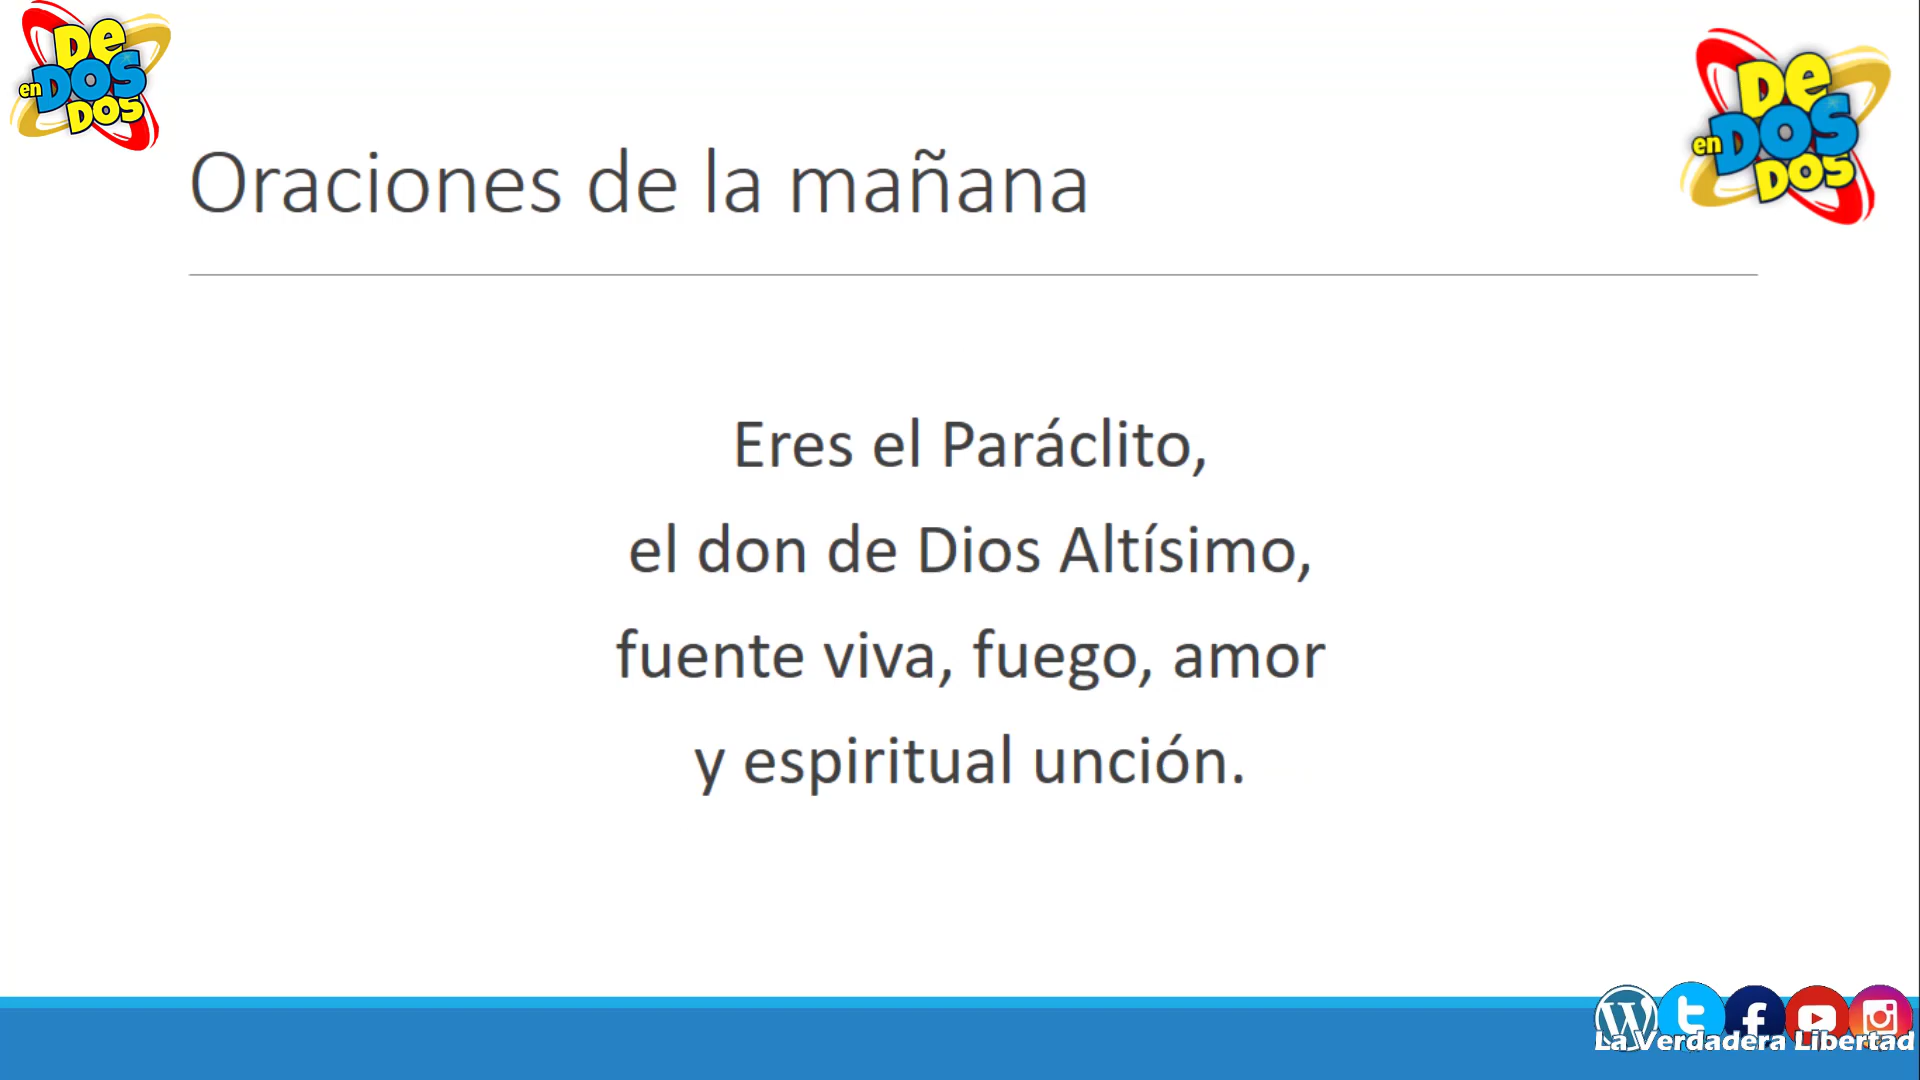 DE
en DOS
DOS
DE
en DOS
DOS
Oraciones de la mañana
Eres el Paráclito,
el don de Dios Altísimo,
fuente viva, fuego, amor
y espiritual unción.
La Verdadera Libertad